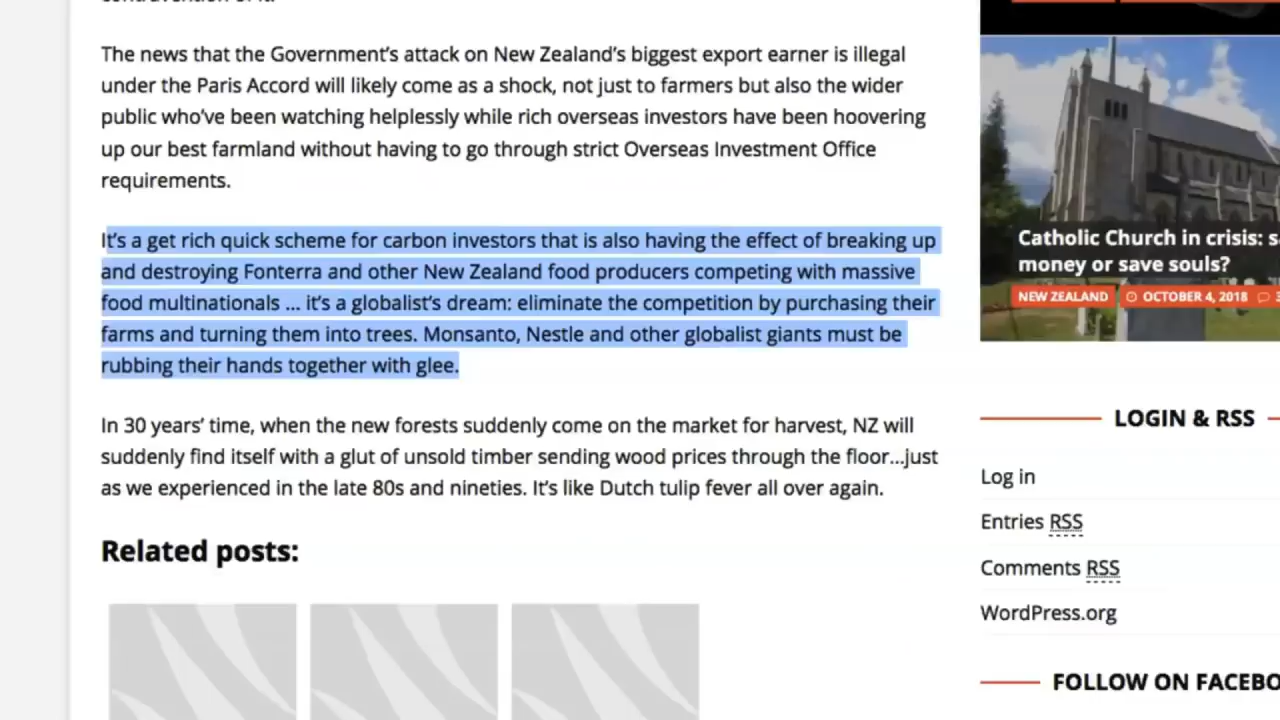 The news that the Government's attack on New Zealand's biggest export earner is illegal
under the Paris Accord will likely come as a shock, not just to farmers but also the wider
public who've been watching helplessly while rich overseas investors have been hoovering
up our best farmland without having to go through strict Overseas Investment Office
requirements.
It's a get rich quick scheme for carbon investors that is also having the effect of breaking up
and destroying Fonterra and other New Zealand food producers competing with massive
food multinationals ... it's a globalist's dream: eliminate the competition by purchasing their
farms and turning them into trees. Monsanto, Nestle and other globalist giants must be
rubbing their hands together with glee.
In 30 years' time, when the new forests suddenly come on the market for harvest, NZ will
suddenly find itself with a glut of unsold timber sending wood prices through the floor...just
as we experienced in the late 80s and nineties. It's like Dutch tulip fever all over again.
Related posts:
Catholic Church in crisis: s
money or save souls?
NEW ZEALAND OCTOBER 4, 2018 3
LOGIN & RSS
Log in
Entries RSS
Comments RSS
WordPress.org
FOLLOW ON FACEBO